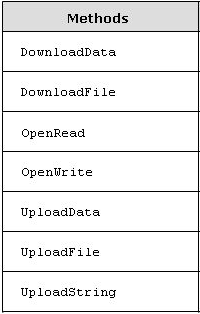 Methods
DownloadData
DownloadFile
OpenRead
OpenWrite
UploadData
UploadFile
UploadString